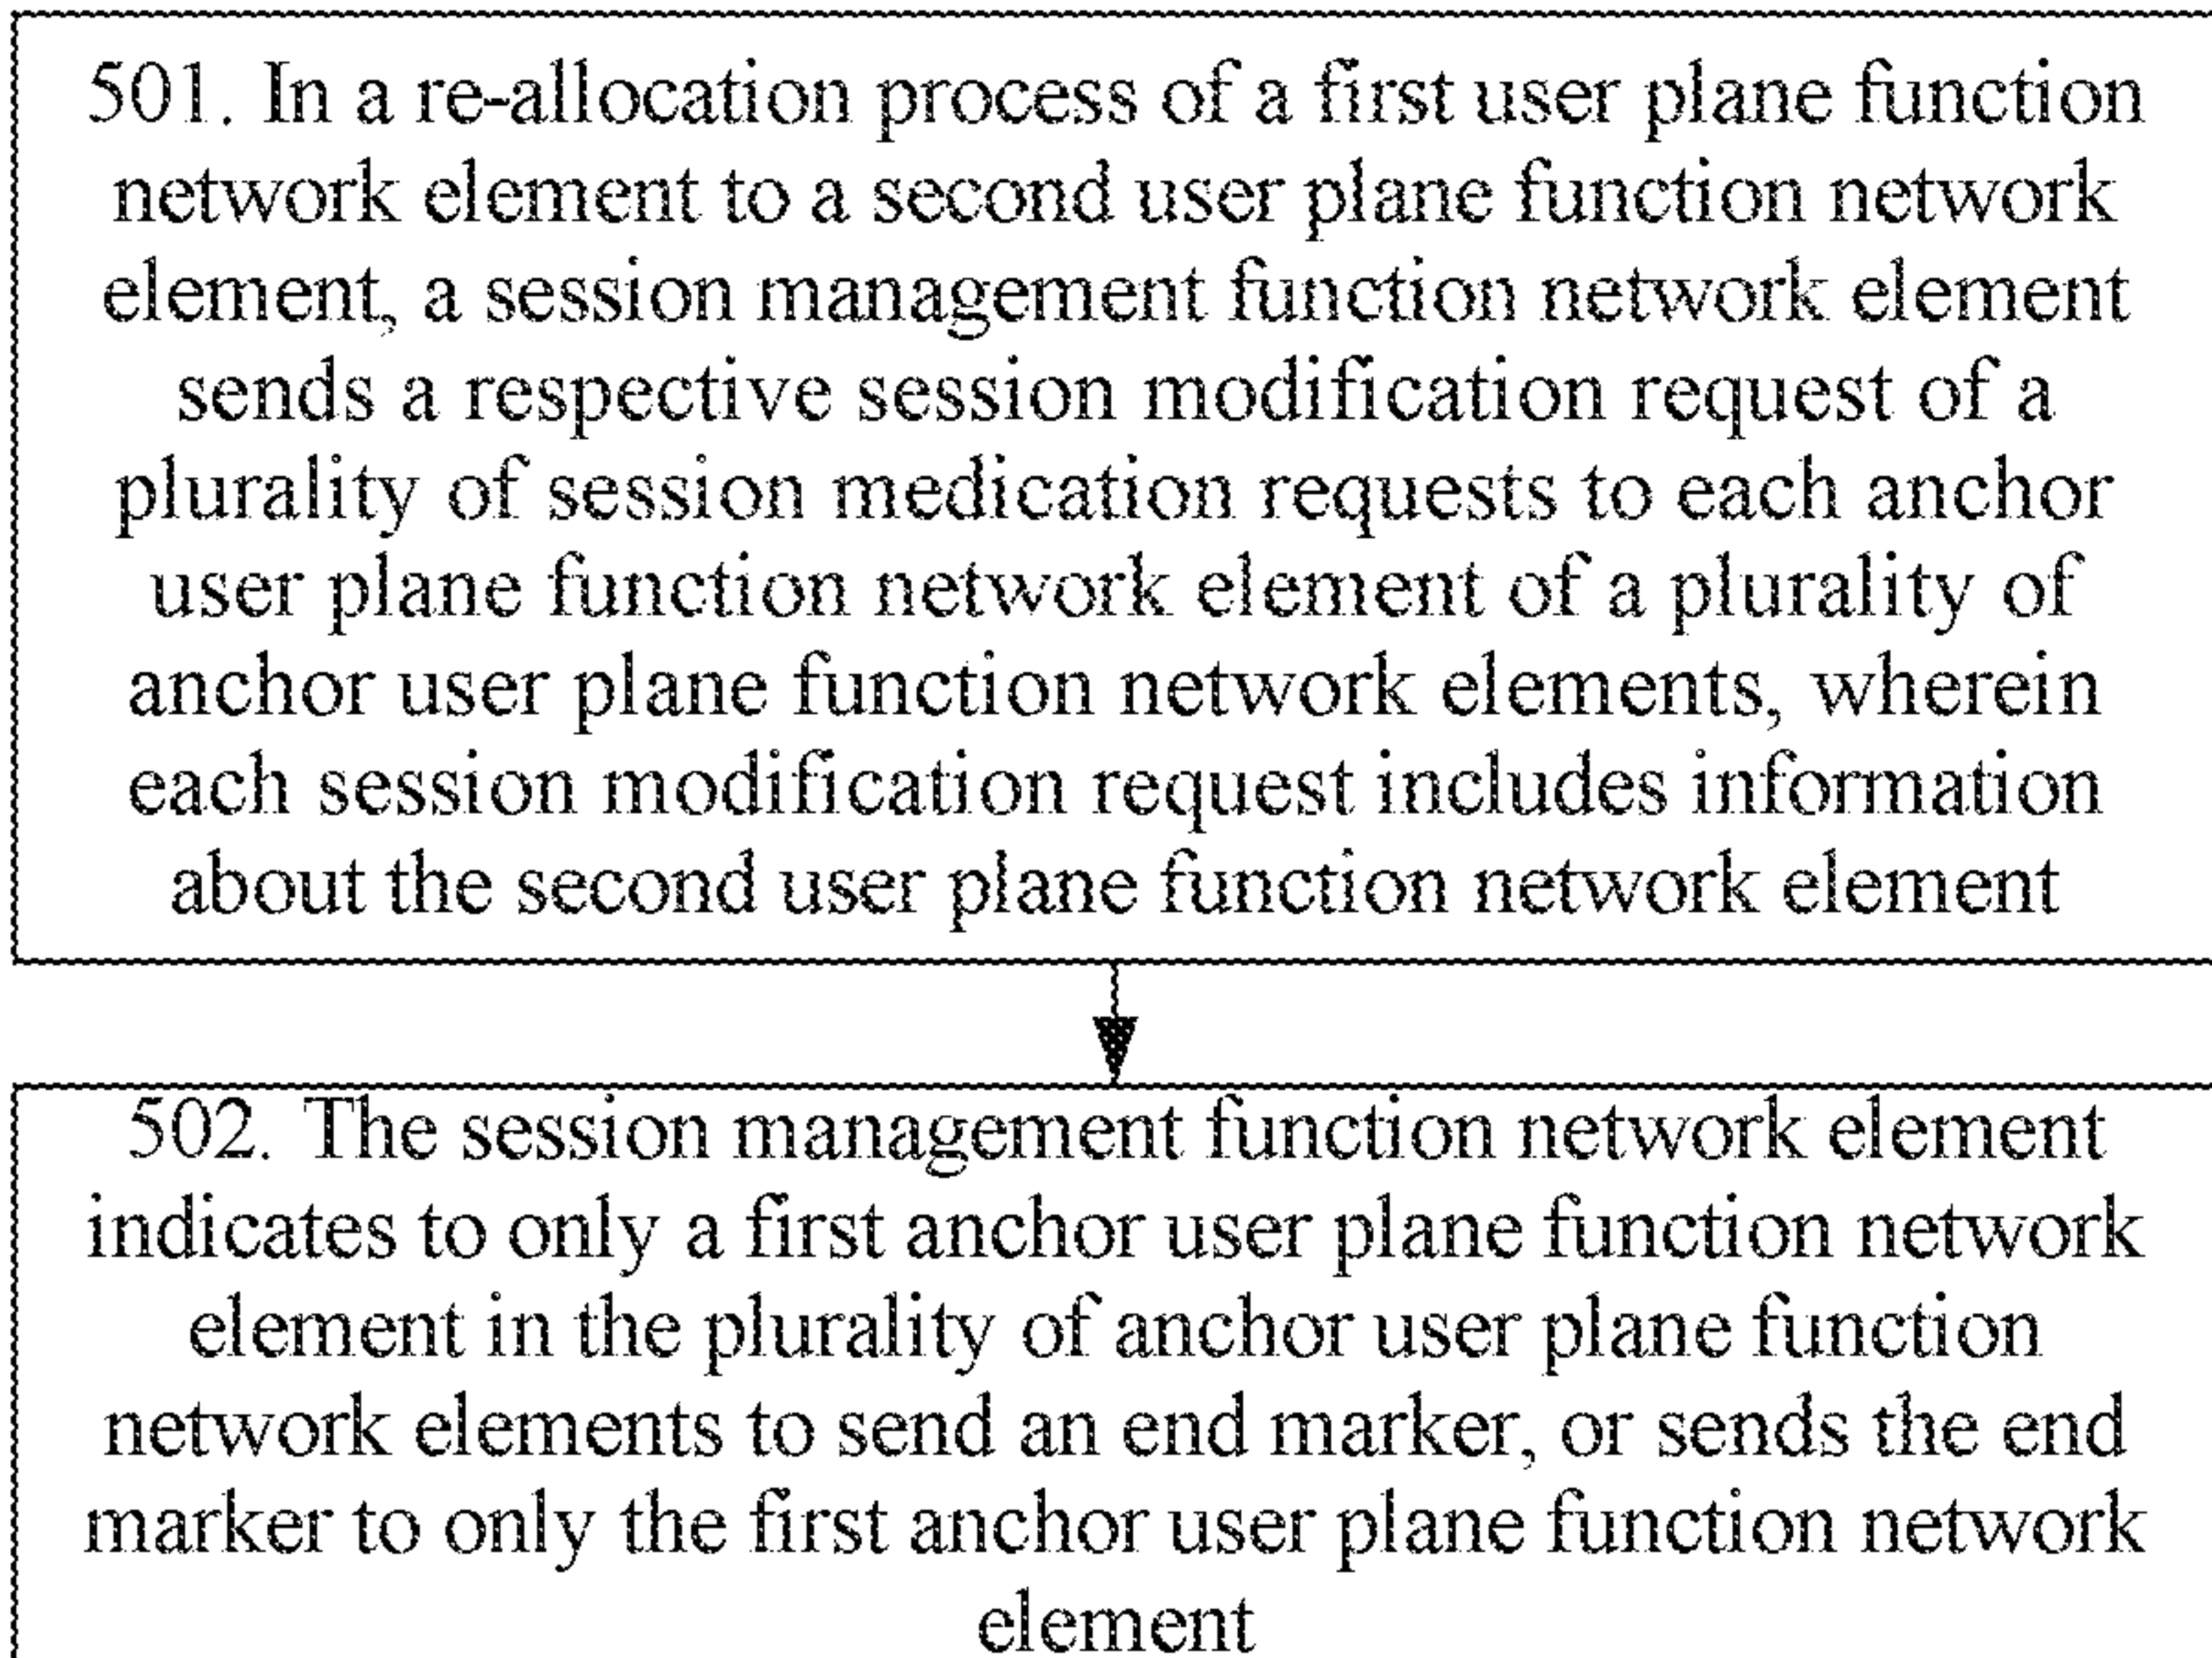 501. In a re-allocation process of a first user plane function
network element to a second user plane function network
element, a session management function network element
sends a respective session modification request of a
plurality of session medication requests to each anchor
user plane function network element of a plurality of
anchor user plane function network elements, wherein
each session modification request includes information
about the second user plane function network element
502. The session management function network element
indicates to only a first anchor user plane function network
element in the plurality of anchor user plane function
network elements to send an end marker, or sends the end
marker to only the first anchor user plane function network
element